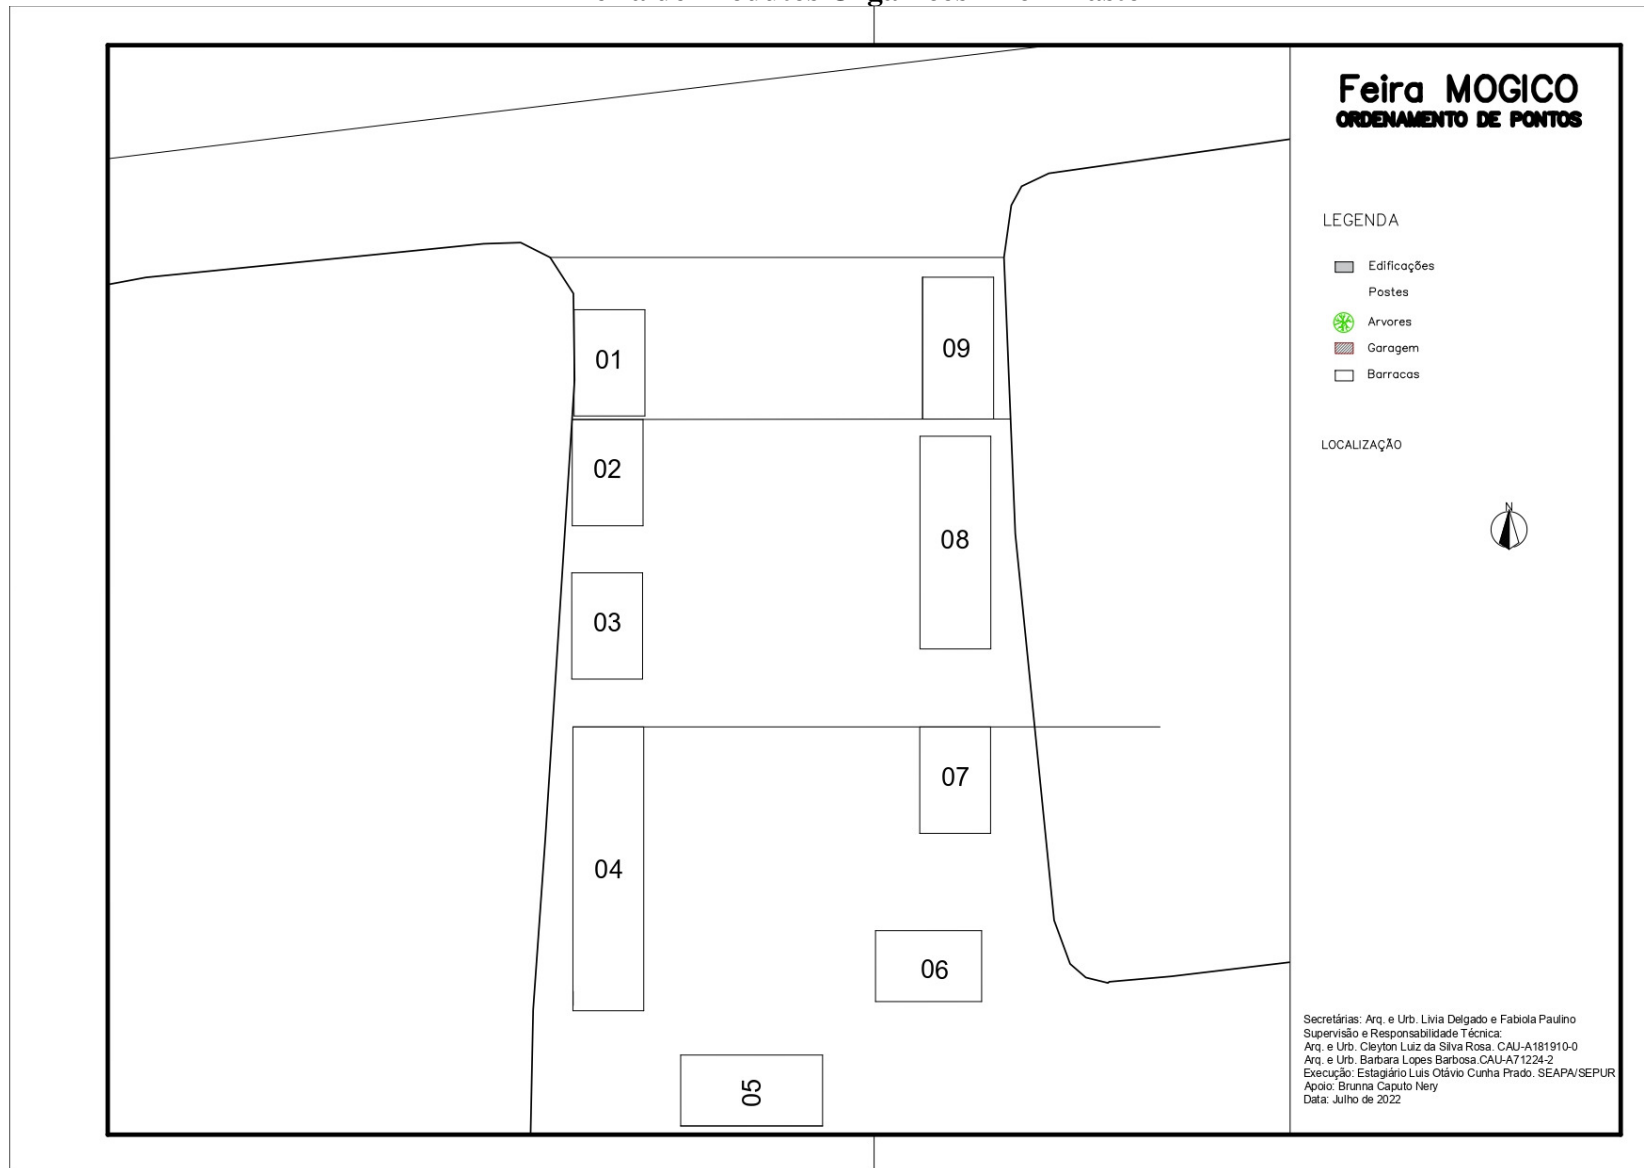 Feira MOGICO
ORDENAMENTO DE PONTOS
LEGENDA
Edificações
Postes
Arvores
Garagem
Barracas
LOCALIZAÇÃO
N
01
09
02
08
03
07
04
06
05
Secretárias: Arq. e Urb. Livia Delgado e Fabiola Paulino
Supervisão e Responsabilidade Técnica:
Arq. e Urb. Cleyton Luiz da Silva Rosa. CAU-A181910-0
Arq. e Urb. Barbara Lopes Barbosa.CAU-A71224-2
Execução: Estagiário Luis Otávio Cunha Prado. SEAPA/SEPUR
Apoio: Brunna Caputo Nery
Data: Julho de 2022